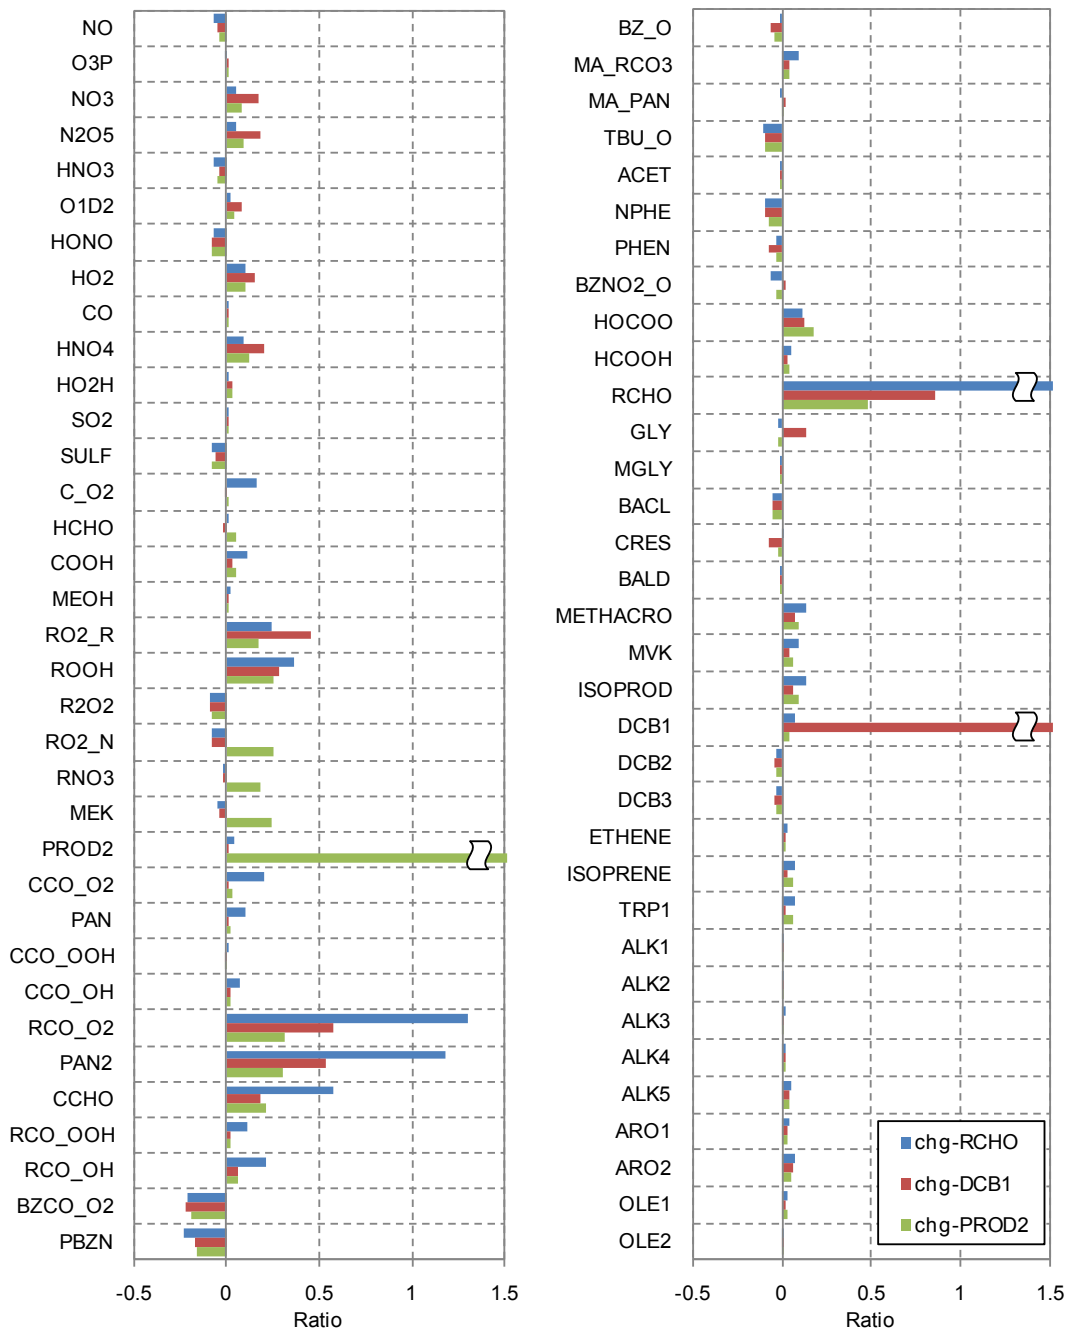 NO
O3P
NO3
N2O5
HNO3
O1D2
HONO
HO2
CO
HNO4
HO2H
SO2
SULF
C_O2
HCHO
COOH
MEOH
RO2_R
ROOH
R2O2
RO2_N
RNO3
MEK
PROD2
CCO_O2
PAN
CCO_OOH
CCO_OH
RCO_O2
PAN2
CCHO
RCO_OOH
RCO_OH
BZCO_O2
PBZN
-0.5 0 0.5 1 1.5
Ratio
BZ_O
MA_RCO3
MA_PAN
TBU_O
ACET
NPHE
PHEN
BZNO2_O
HOCOO
HCOOH
RCHO
GLY
MGLY
BACL
CRES
BALD
METHACRO
MVK
ISOPROD
DCB1
DCB2
DCB3
ETHENE
ISOPRENE
TRP1
ALK1
ALK2
ALK3
ALK4
ALK5
ARO1
ARO2
OLE1
OLE2
chg-RCHO
chg-DCB1
chg-PROD2
-0.5 0 0.5 1 1.5
Ratio